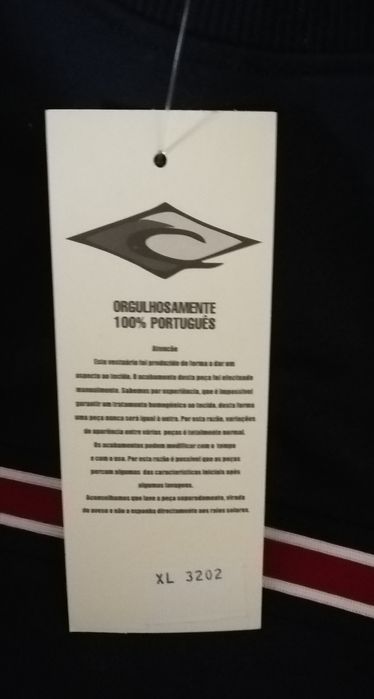 ORGULHOSAMENTE
100% PORTUGUÊS
Atenção
Este vestuário foi produzido de forma a dar um
aspecto ao tecido. O acabamento desta peça foi efectuado
manualmente. Sabemos por experiência, que é impossível
garantir um tratamento homogéneo ao tecido, desta forma
uma peça nunca será igual à outra. Por esta razão, variações
de aparência entre várias peças é totalmente normal.
Os acabamentos podem modificar com o tempo
e com o uso. Por esta razão é possível que as peças
percam algumas das características iniciais após
algumas lavagens.
Aconselhamos que lave a peça separadamente, virada
do avesso e não a exponha directamente aos raios solares.
XL 3202